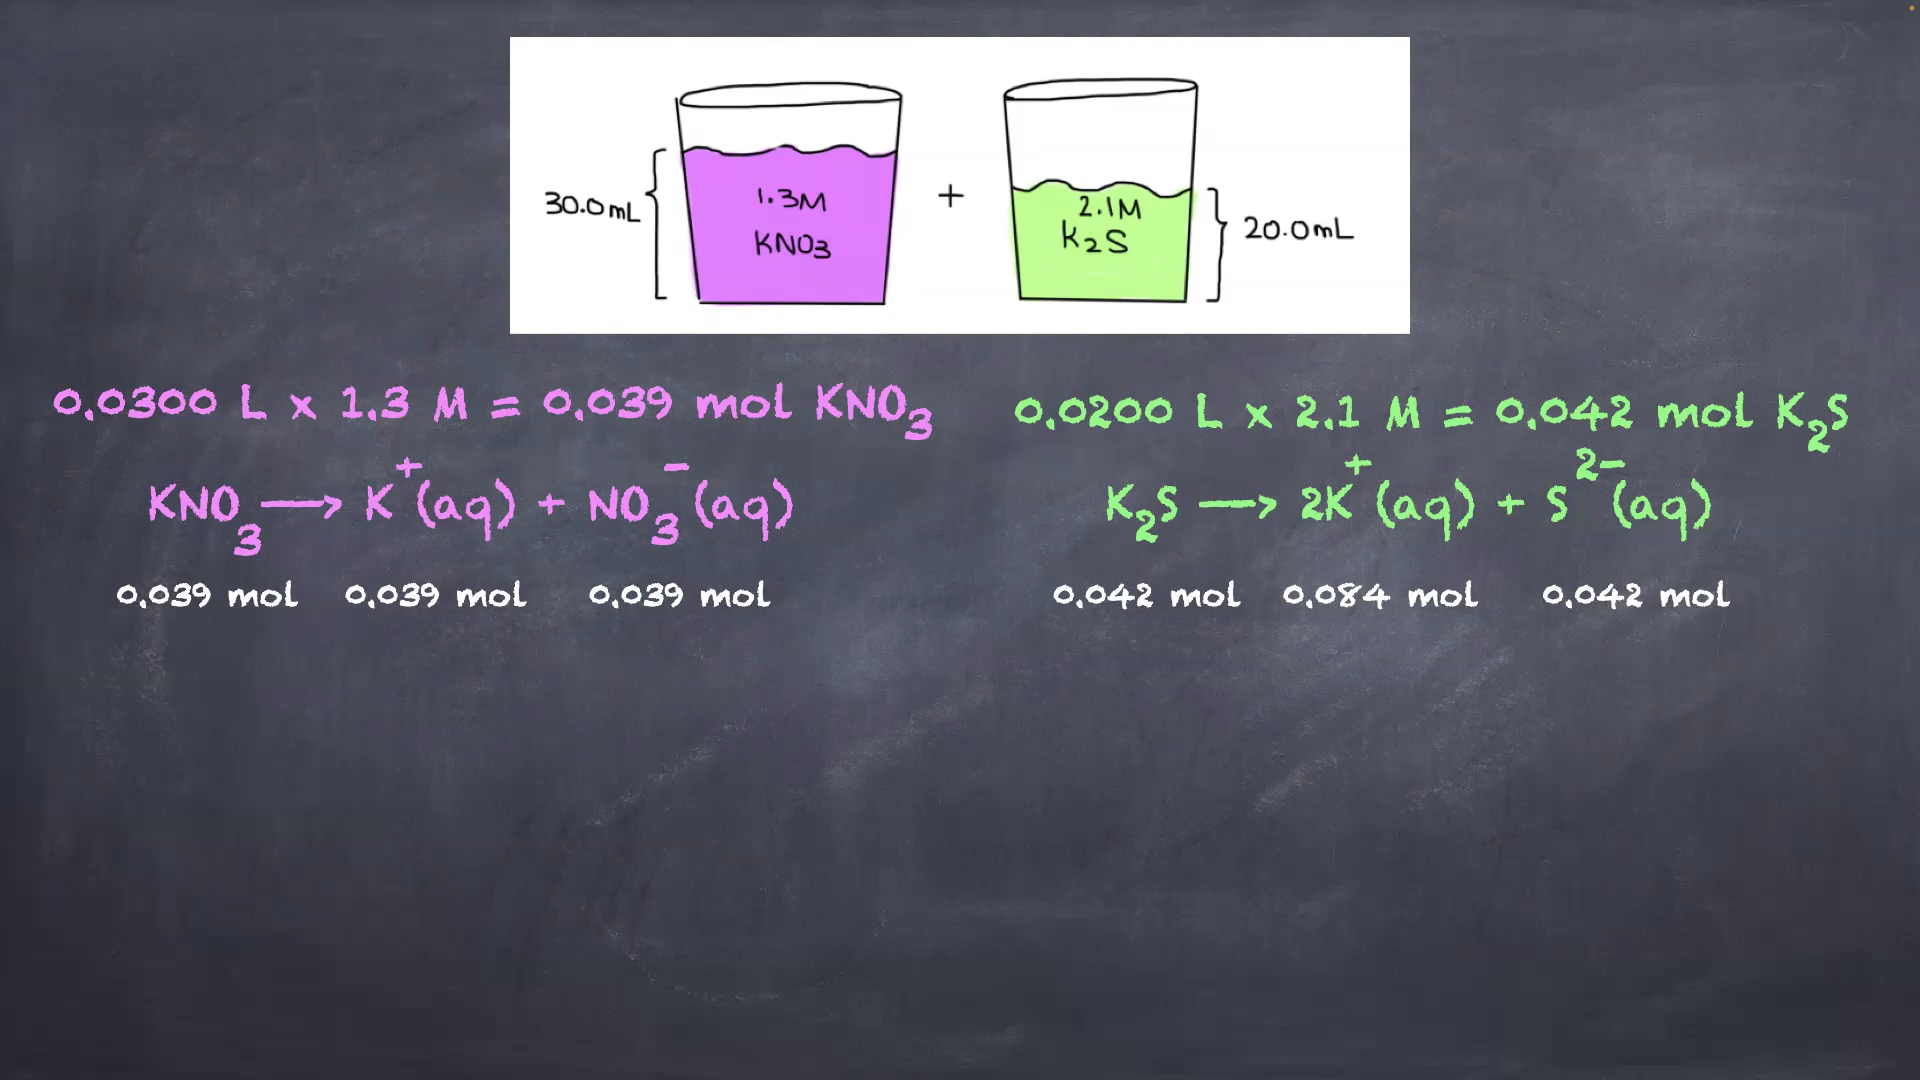 30.0mL
1.3M
KNO3
+
2.1M
K2S
20.0mL
0.0300 L x 1.3 M = 0.039 mol KNO₃
0.0200 L x 2.1 M = 0.042 mol K₂S
KNO₃ → K⁺(aq) + NO₃⁻(aq)
K₂S → 2K⁺(aq) + S²⁻(aq)
0.039 mol 0.039 mol 0.039 mol
0.042 mol 0.084 mol 0.042 mol